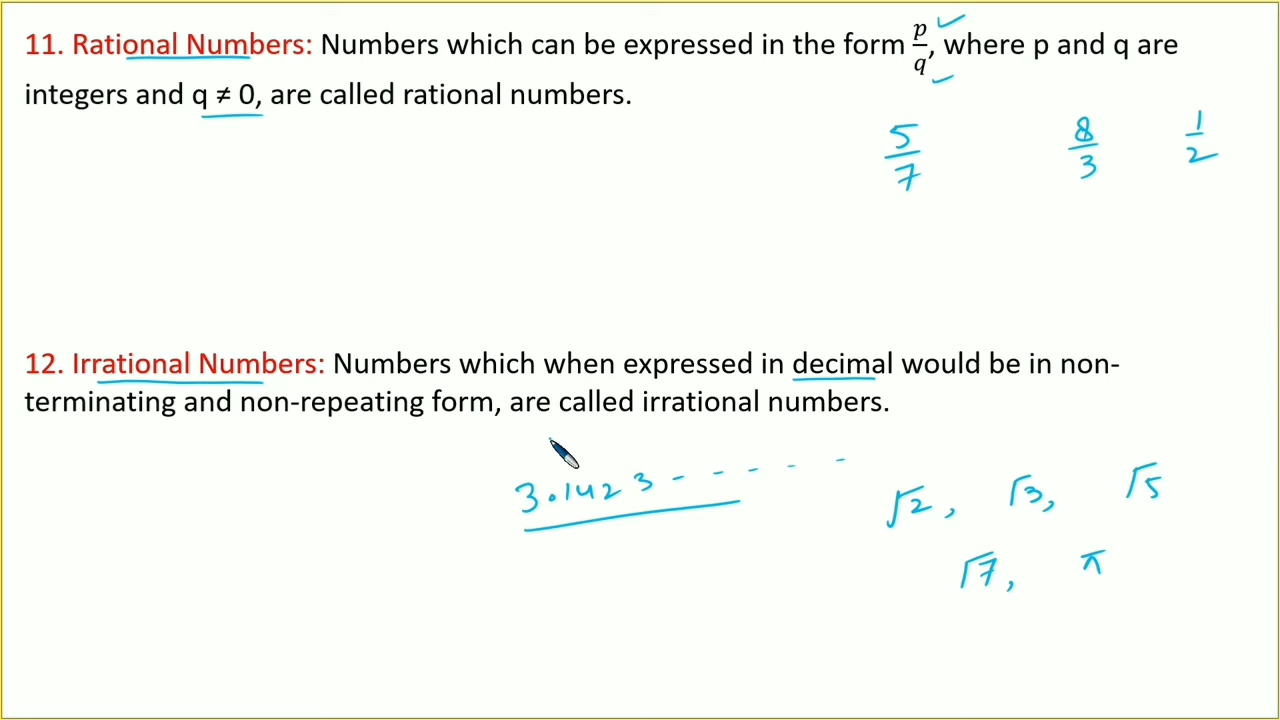 11. Rational Numbers: Numbers which can be expressed in the form p/q, where p and q are
integers and q ≠ 0, are called rational numbers.
5/7 8/3 1/2
12. Irrational Numbers: Numbers which when expressed in decimal would be in non-
terminating and non-repeating form, are called irrational numbers.
3.1423 - - - - - -
√2, √3, √5
√7, π